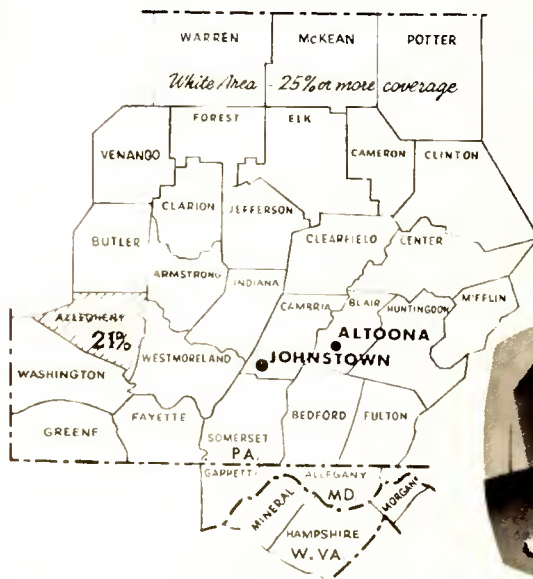 WARREN McKEAN POTTER
White Area - 25% or more coverage
FOREST ELK
VENANGO CAMERON CLINTON
CLARION JEFFERSON
BUTLER CLEARFIELD CENTER
ARMSTRONG INDIANA
ALLEGHENY CAMBRIA BLAIR HUNTINGDON MIFFLIN
21% ALTOONA
WESTMORELAND JOHNSTOWN
WASHINGTON
FAYETTE BEDFORD FULTON
GREENE SOMERSET
PA.
GARRETT ALLEGANY
MINERAL MD MORGAN
HAMPSHIRE
W. VA.